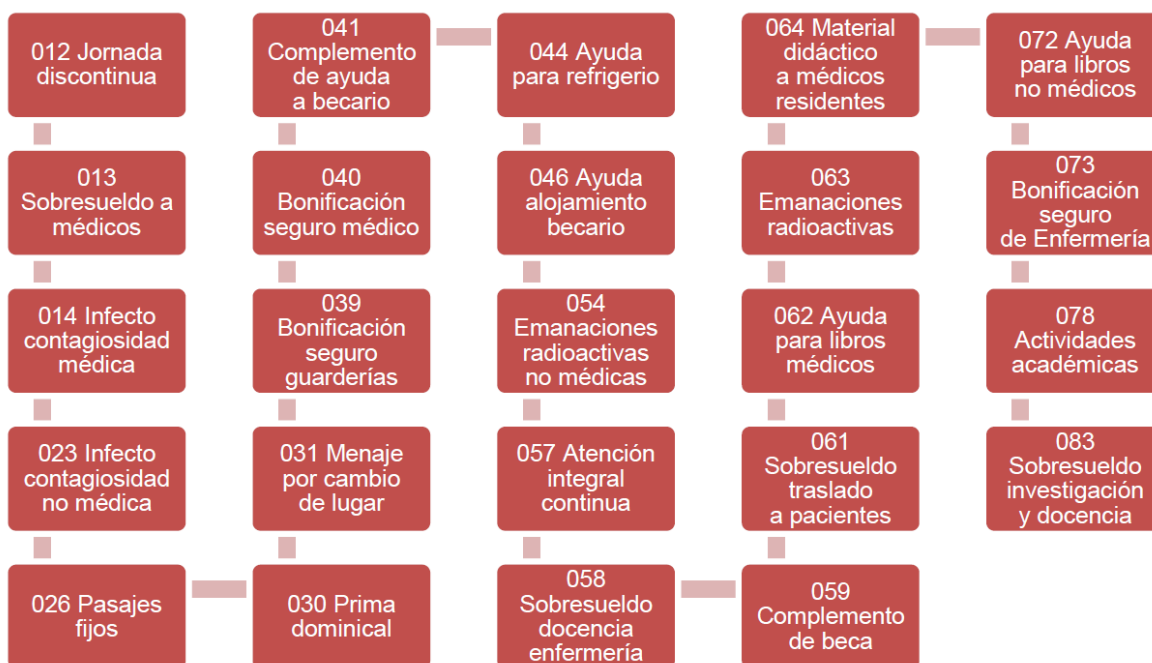 012 Jornada
discontinua
013
Sobresueldo a
médicos
014 Infecto
contagiosidad
médica
023 Infecto
contagiosidad
no médica
026 Pasajes
fijos
030 Prima
dominical
031 Menaje
por cambio
de lugar
039
Bonificación
seguro
guarderías
040
Bonificación
seguro médico
041
Complemento
de ayuda
a becario
044 Ayuda
para refrigerio
046 Ayuda
alojamiento
becario
054
Emanaciones
radioactivas
no médicas
057 Atención
integral
continua
058
Sobresueldo
docencia
enfermería
059
Complemento
de beca
061
Sobresueldo
traslado
a pacientes
062 Ayuda
para libros
médicos
063
Emanaciones
radioactivas
064 Material
didáctico
a médicos
residentes
072 Ayuda
para libros
no médicos
073
Bonificación
seguro
de Enfermería
078
Actividades
académicas
083
Sobresueldo
investigación
y docencia